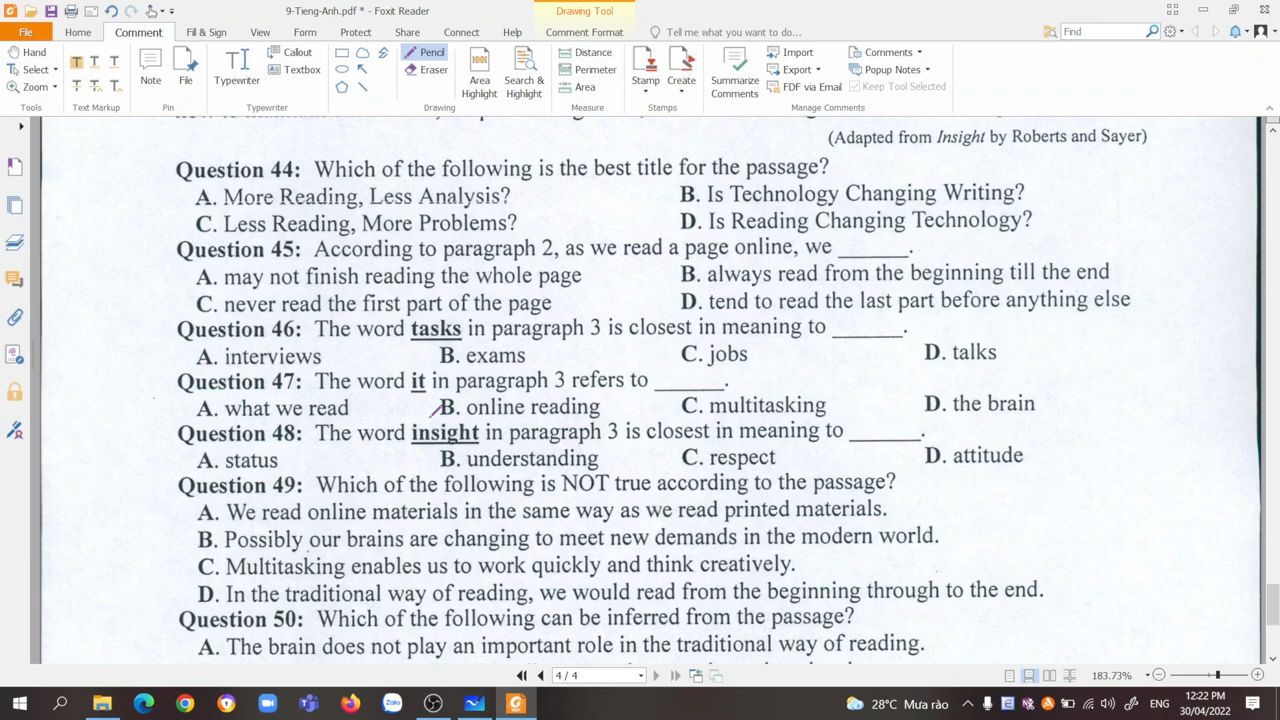 9-Tieng-Anh.pdf * - Foxit Reader
Drawing Tool
File Home Comment Fill & Sign View Form Protect Share Connect Help Comment Format Tell me what you want to do... Find
Hand
Select
Zoom
Tools
Text Markup
Note
File
Pin
Typewriter
Callout
Textbox
Typewriter
Pencil
Eraser
Drawing
Area Highlight
Search & Highlight
Distance
Perimeter
Area
Measure
Stamp
Create
Stamps
Summarize Comments
Import
Export
FDF via Email
Comments
Popup Notes
Keep Tool Selected
Manage Comments
(Adapted from Insight by Roberts and Sayer)
Question 44: Which of the following is the best title for the passage?
A. More Reading, Less Analysis? B. Is Technology Changing Writing?
C. Less Reading, More Problems? D. Is Reading Changing Technology?
Question 45: According to paragraph 2, as we read a page online, we ______.
A. may not finish reading the whole page B. always read from the beginning till the end
C. never read the first part of the page D. tend to read the last part before anything else
Question 46: The word tasks in paragraph 3 is closest in meaning to ______.
A. interviews B. exams C. jobs D. talks
Question 47: The word it in paragraph 3 refers to ______.
A. what we read B. online reading C. multitasking D. the brain
Question 48: The word insight in paragraph 3 is closest in meaning to ______.
A. status B. understanding C. respect D. attitude
Question 49: Which of the following is NOT true according to the passage?
A. We read online materials in the same way as we read printed materials.
B. Possibly our brains are changing to meet new demands in the modern world.
C. Multitasking enables us to work quickly and think creatively.
D. In the traditional way of reading, we would read from the beginning through to the end.
Question 50: Which of the following can be inferred from the passage?
A. The brain does not play an important role in the traditional way of reading.
4 / 4
183.73%
Zalo
28°C Mưa rào
ENG
12:22 PM
30/04/2022